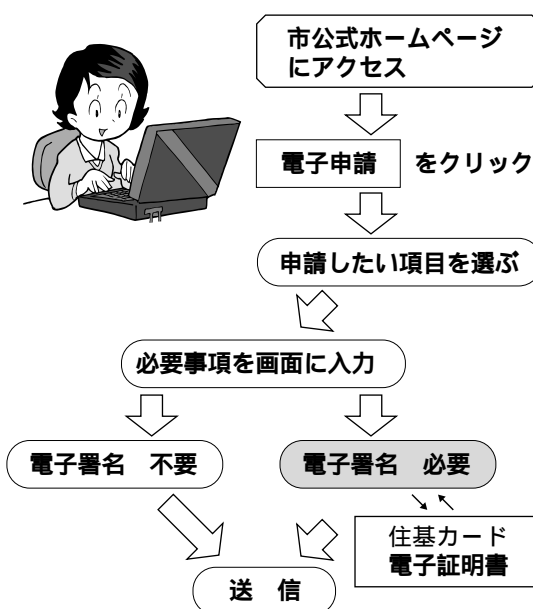 市公式ホームページ
にアクセス
電子申請 をクリック
申請したい項目を選ぶ
必要事項を画面に入力
電子署名 不要
電子署名 必要
住基カード
電子証明書
送 信